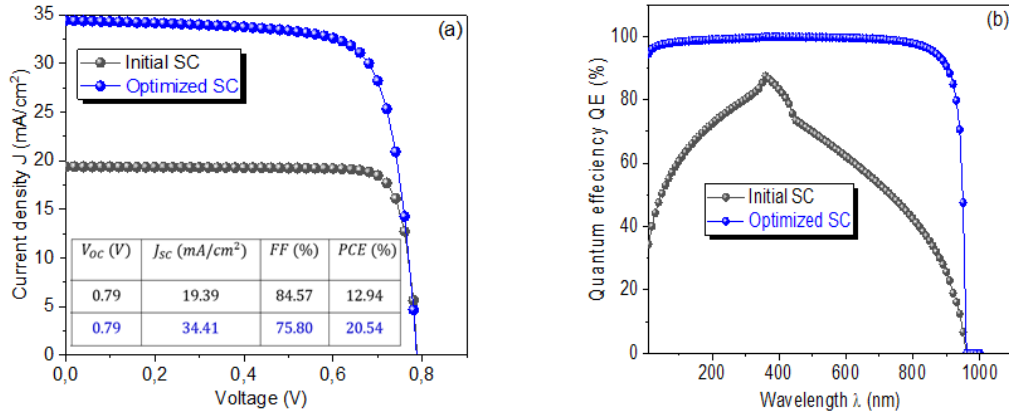 (a)
Current density J (mA/cm²)
35
30
25
20
15
10
5
0
Initial SC
Optimized SC
V_OC (V) J_SC (mA/cm²) FF (%) PCE (%)
0.79 19.39 84.57 12.94
0.79 34.41 75.80 20.54
0,0 0,2 0,4 0,6 0,8
Voltage (V)
(b)
Quantum effeciency QE (%)
100
80
60
40
20
0
Initial SC
Optimized SC
200 400 600 800 1000
Wavelength λ (nm)